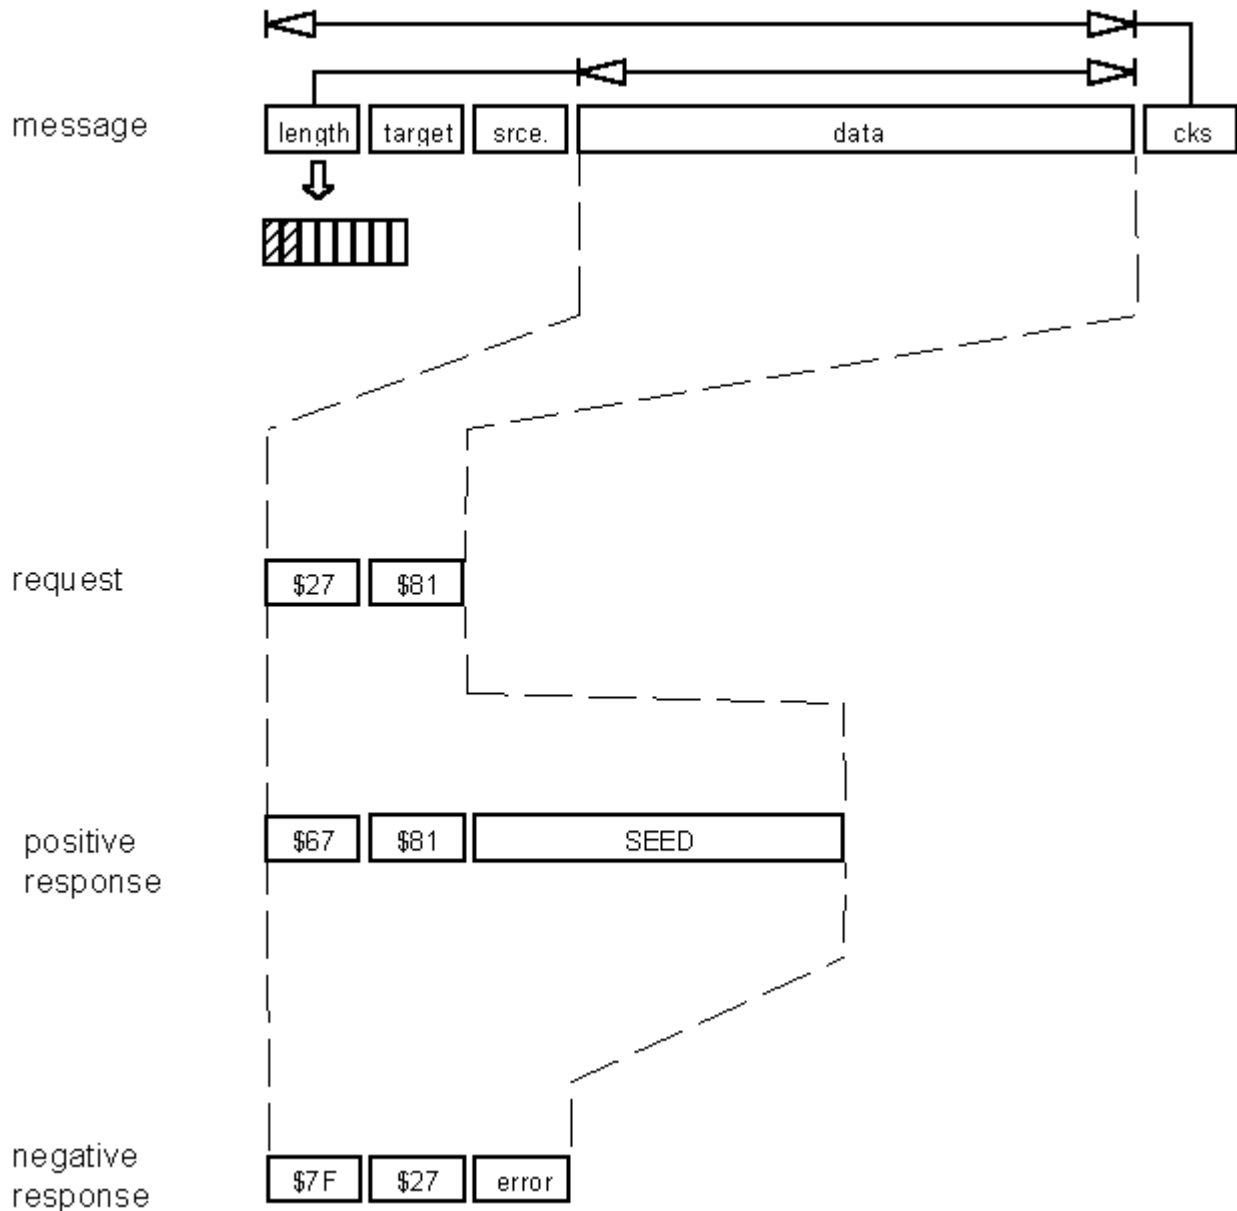 message
length target srce. data cks
request
$27 $81
positive
response
$67 $81 SEED
negative
response
$7F $27 error